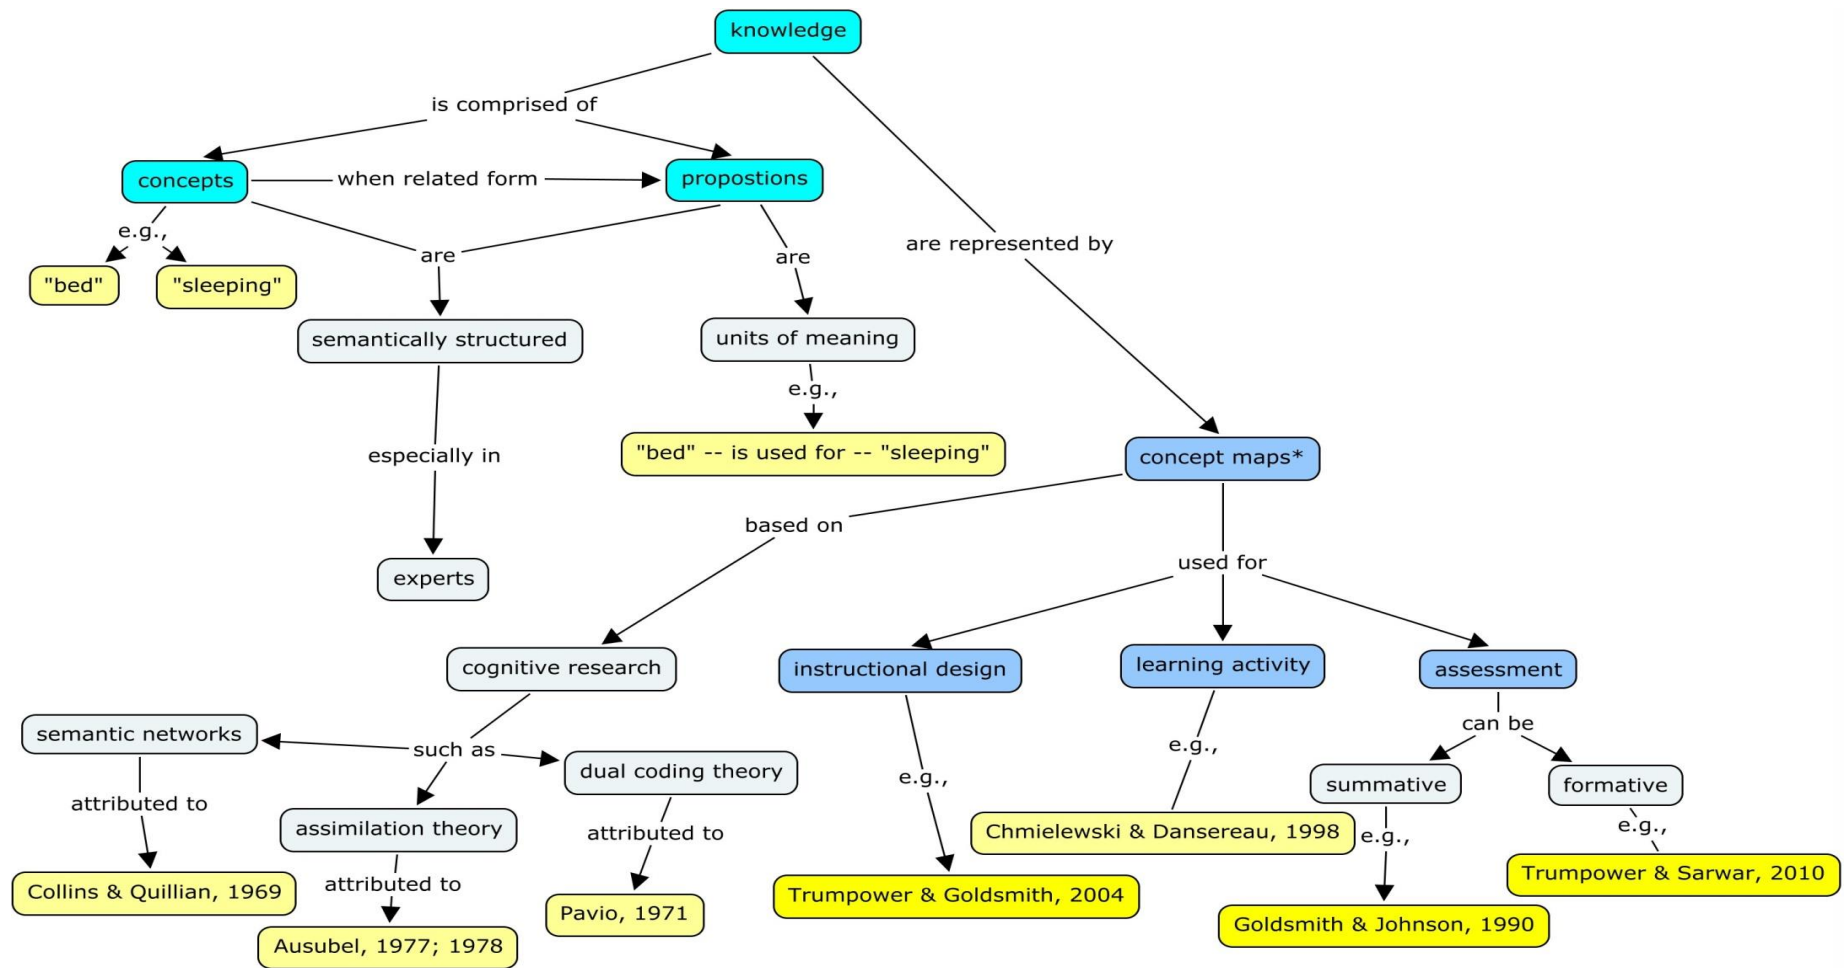 knowledge
is comprised of
concepts
when related form
propostions
e.g.,
"bed"
"sleeping"
are
are
are represented by
semantically structured
units of meaning
e.g.,
"bed" -- is used for -- "sleeping"
especially in
experts
concept maps*
based on
used for
cognitive research
instructional design
learning activity
assessment
semantic networks
such as
dual coding theory
e.g.,
e.g.,
can be
summative
formative
attributed to
assimilation theory
attributed to
Chmielewski & Dansereau, 1998
e.g.,
e.g.,
Collins & Quillian, 1969
attributed to
Pavio, 1971
Trumpower & Goldsmith, 2004
Trumpower & Sarwar, 2010
Ausubel, 1977; 1978
Goldsmith & Johnson, 1990